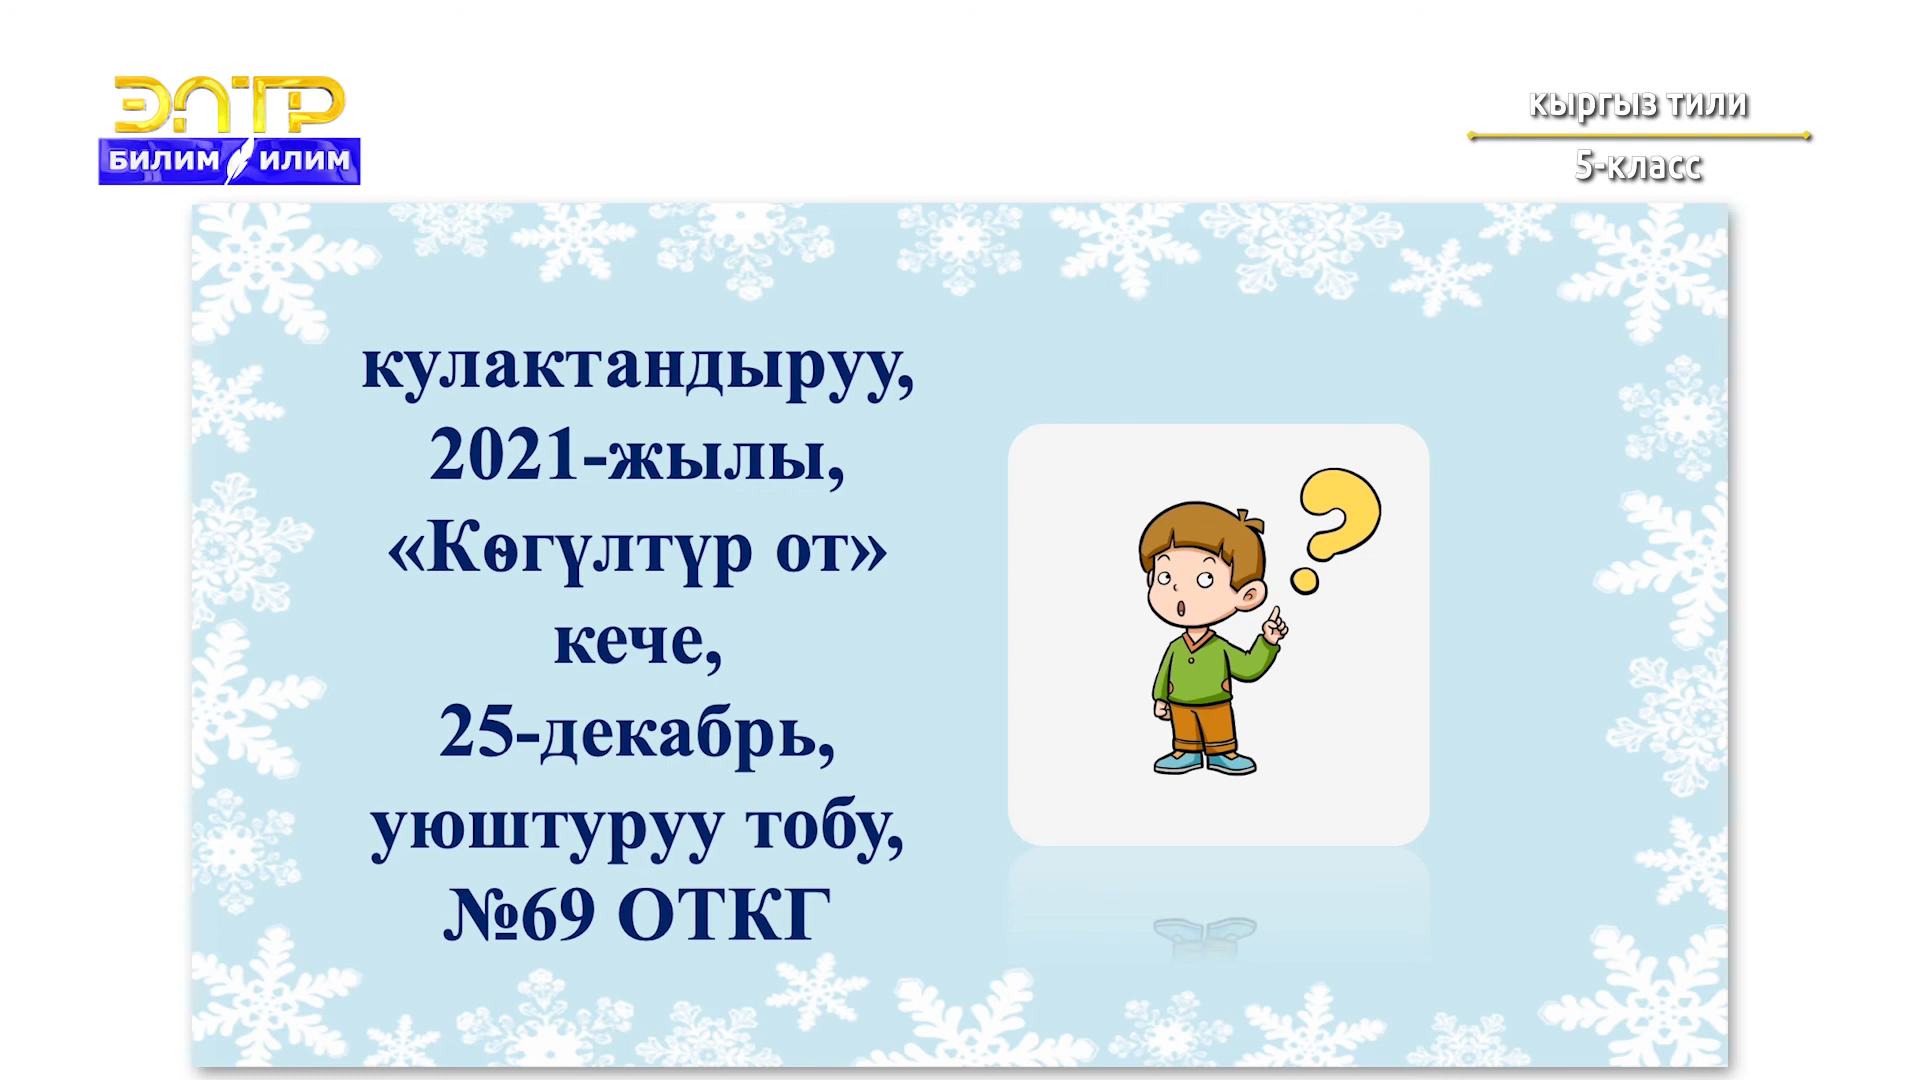 ЭЛТР
БИЛИМ ИЛИМ
кыргыз тили
5-класс
кулактандыруу,
2021-жылы,
«Көгүлтүр от»
кече,
25-декабрь,
уюштуруу тобу,
№69 ОТКГ